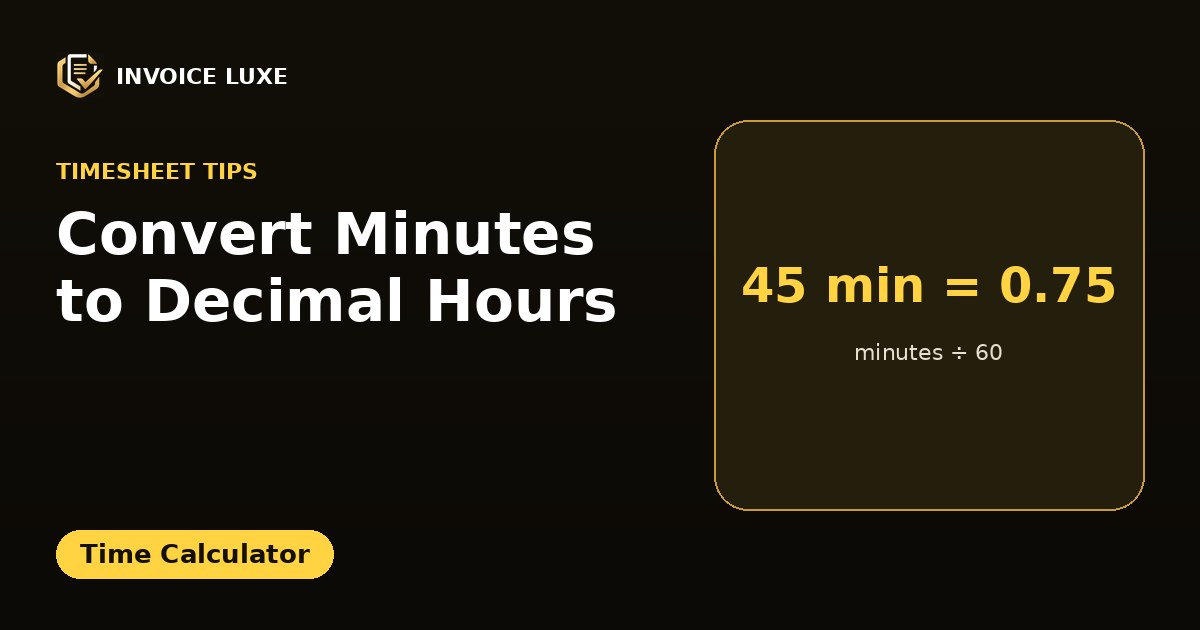 INVOICE LUXE
TIMESHEET TIPS
Convert Minutes
to Decimal Hours
45 min = 0.75
minutes ÷ 60
Time Calculator